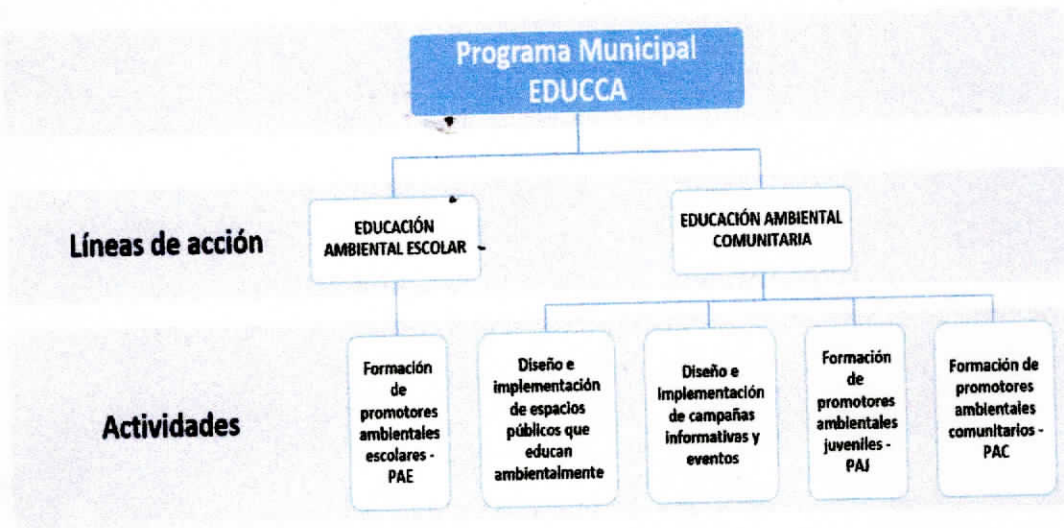 Programa Municipal
EDUCCA
Líneas de acción
EDUCACIÓN
AMBIENTAL ESCOLAR
EDUCACIÓN AMBIENTAL
COMUNITARIA
Actividades
Formación
de
promotores
ambientales
escolares -
PAE
Diseño e
implementación
de espacios
públicos que
educan
ambientalmente
Diseño e
implementación
de campañas
informativas y
eventos
Formación
de
promotores
ambientales
juveniles -
PAJ
Formación de
promotores
ambientales
comunitarios -
PAC